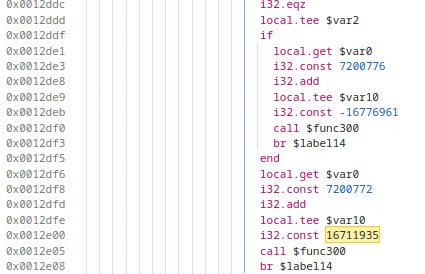 0x0012ddc i32.eqz
0x0012ddd local.tee $var2
0x0012ddf if
0x0012de1 local.get $var0
0x0012de3 i32.const 7200776
0x0012de8 i32.add
0x0012de9 local.tee $var10
0x0012deb i32.const -16776961
0x0012df0 call $func300
0x0012df3 br $label14
0x0012df5 end
0x0012df6 local.get $var0
0x0012df8 i32.const 7200772
0x0012dfd i32.add
0x0012dfe local.tee $var10
0x0012e00 i32.const 16711935
0x0012e05 call $func300
0x0012e08 br $label14